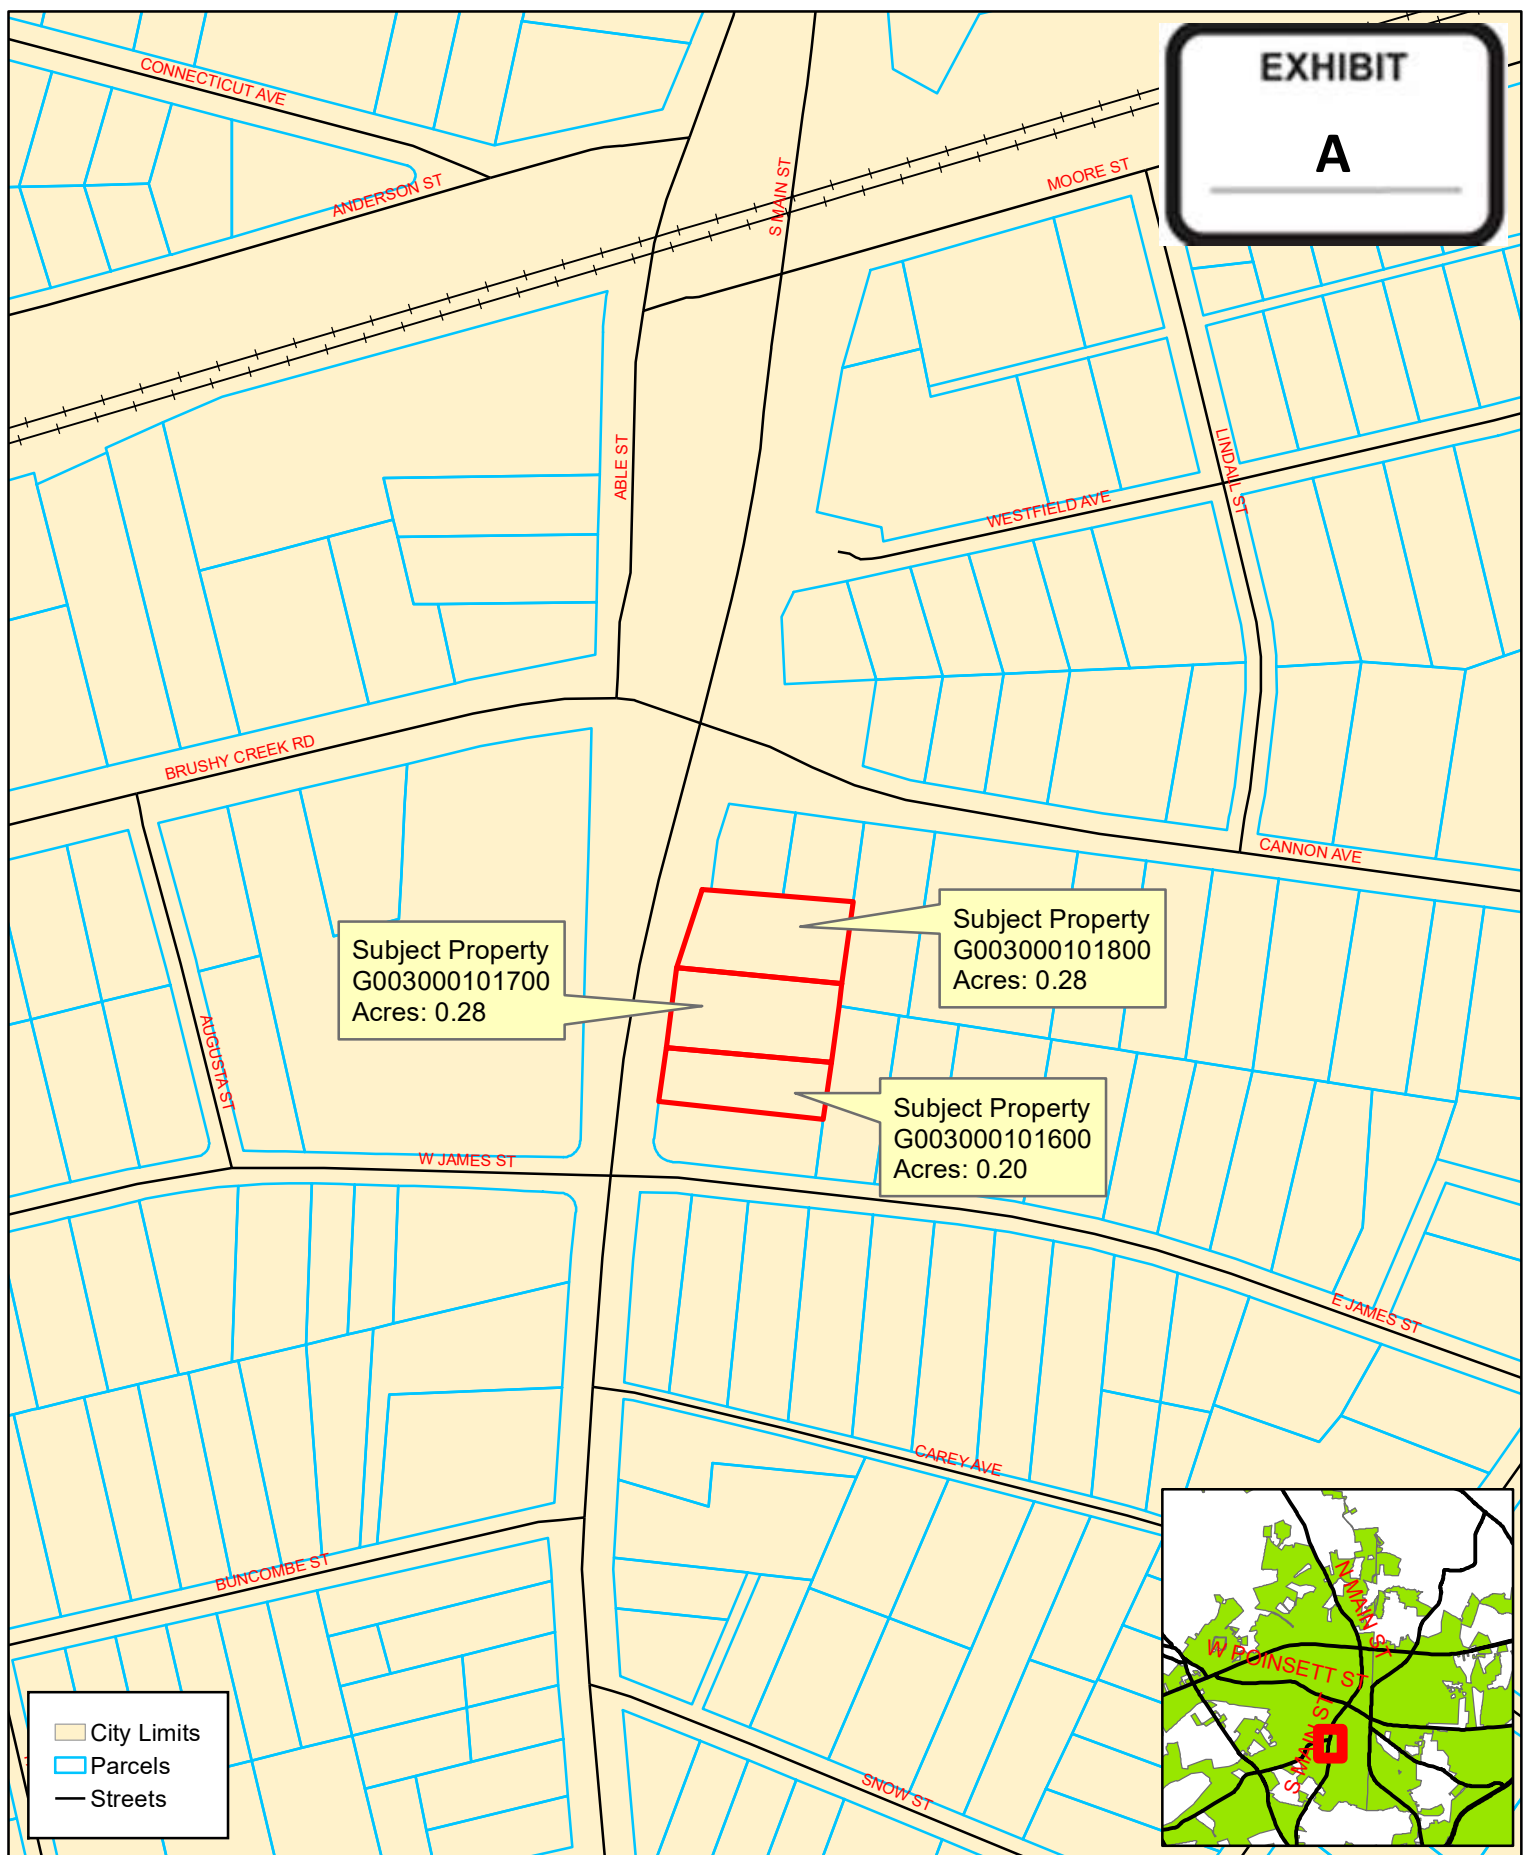 EXHIBIT
A
CONNECTICUT AVE
ANDERSON ST
S MAIN ST
MOORE ST
ABLE ST
LINDALL ST
WESTFIELD AVE
BRUSHY CREEK RD
CANNON AVE
Subject Property
G003000101800
Acres: 0.28
Subject Property
G003000101700
Acres: 0.28
AUGUSTA ST
Subject Property
G003000101600
Acres: 0.20
W JAMES ST
E JAMES ST
CAREY AVE
BUNCOMBE ST
SNOW ST
N MAIN ST
W POINSETT ST
S MAIN ST
City Limits
Parcels
Streets